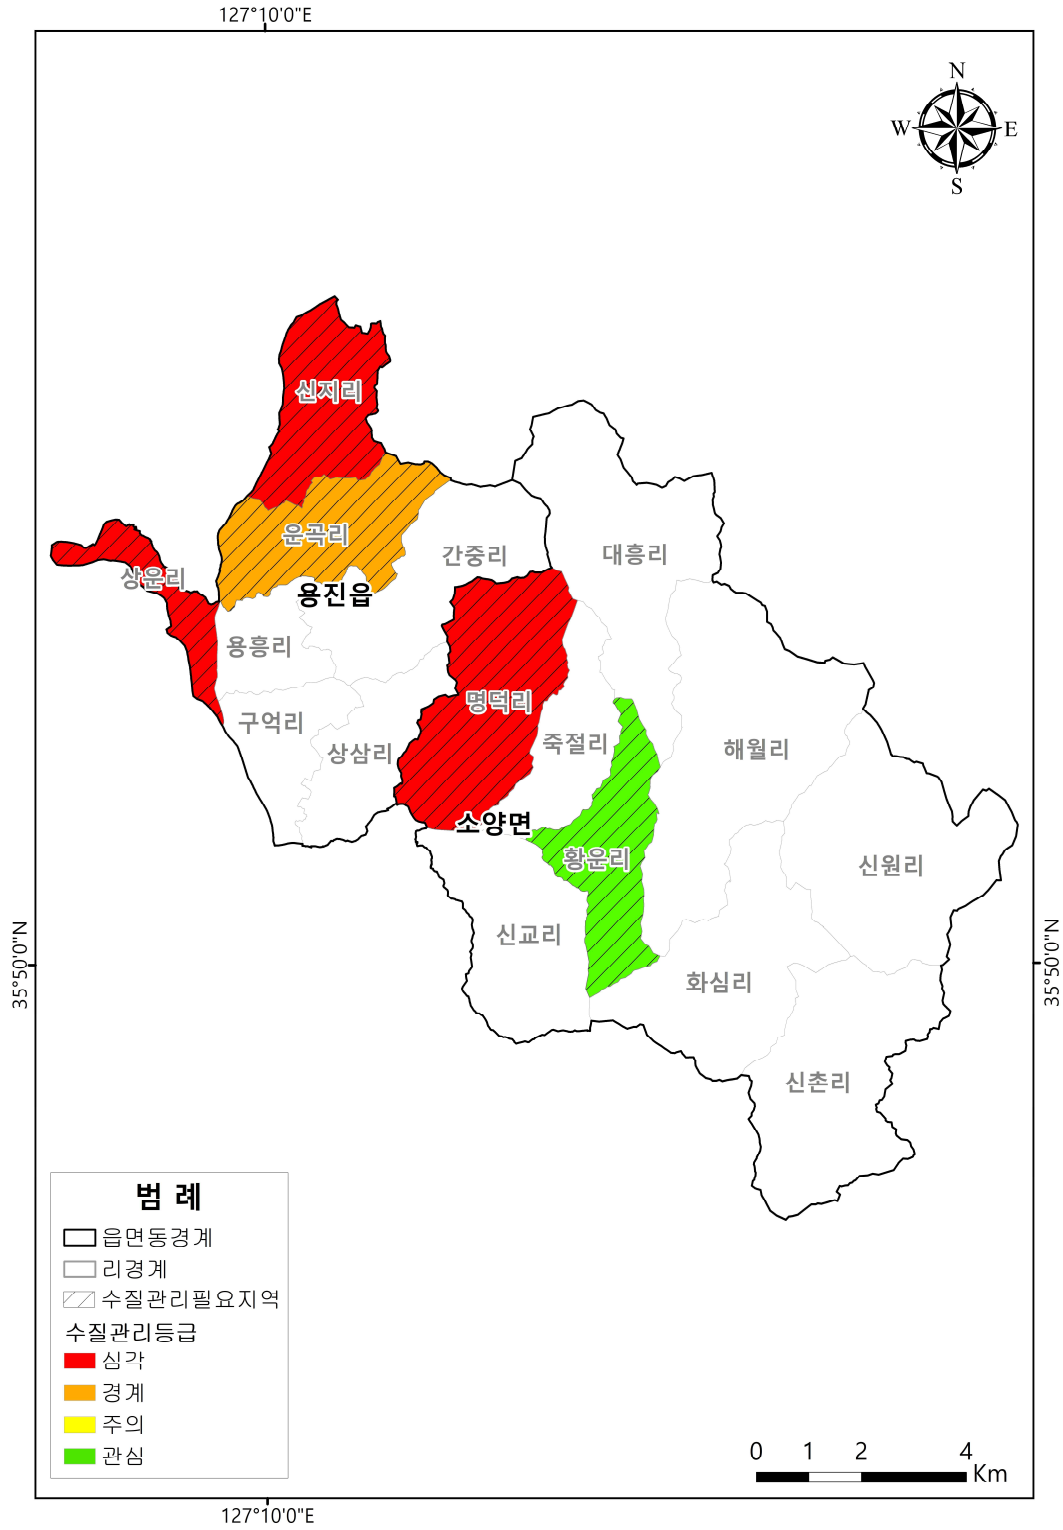 127°10'0"E
N
W
E
S
신지리
운곡리
간중리
대흥리
상운리
용진읍
용흥리
명덕리
구억리
상삼리
죽절리
해월리
소양면
황운리
신원리
신교리
화심리
35°50'0"N
35°50'0"N
신촌리
범 례
읍면동경계
리경계
수질관리필요지역
수질관리등급
심각
경계
주의
관심
0 1 2 4
Km
127°10'0"E